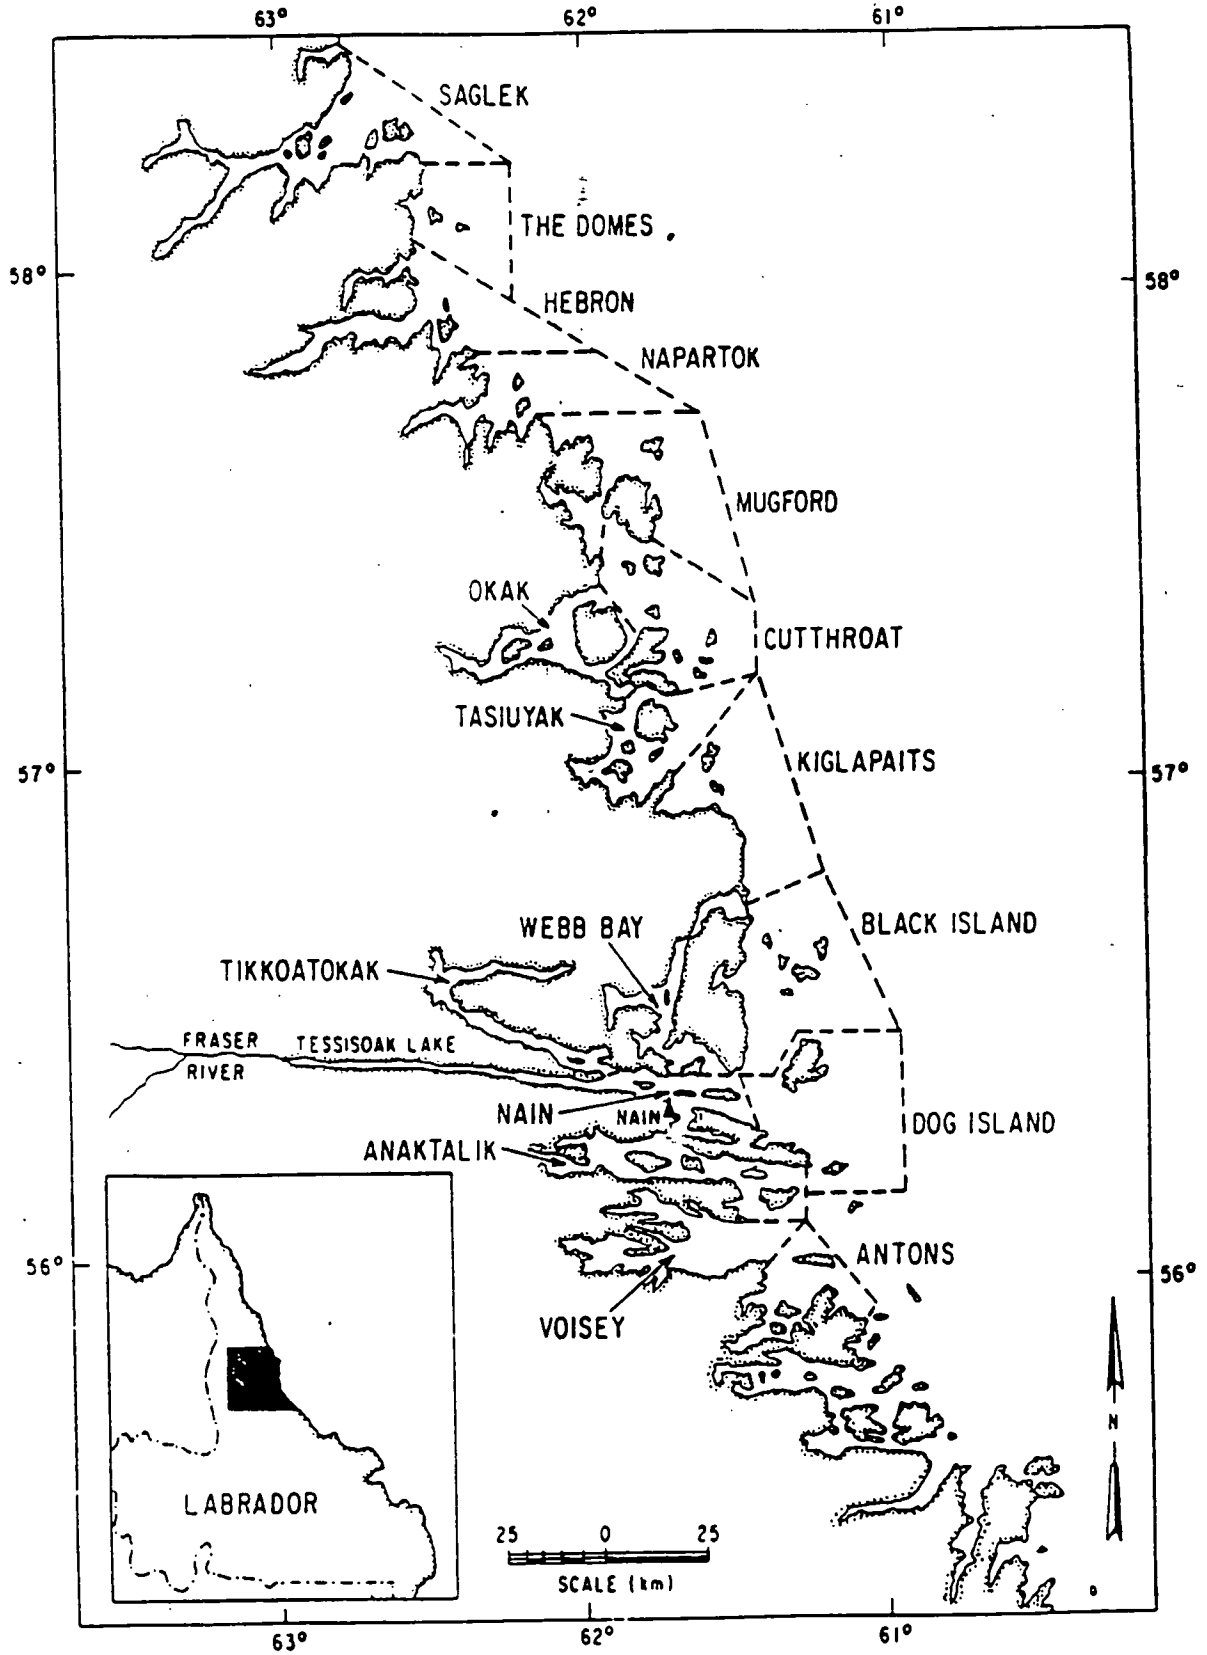 63° 62° 61°
SAGLEK
THE DOMES
58° 58°
HEBRON
NAPARTOK
MUGFORD
OKAK
CUTTHROAT
TASIUYAK
57° KIGLAPAITS 57°
WEBB BAY BLACK ISLAND
TIKKOATOKAK
FRASER TESSISOAK LAKE
RIVER
NAIN NAIN
DOG ISLAND
ANAKTALIK
56° ANTONS 56°
VOISEY
N
LABRADOR
25 0 25
SCALE (km)
63° 62° 61°